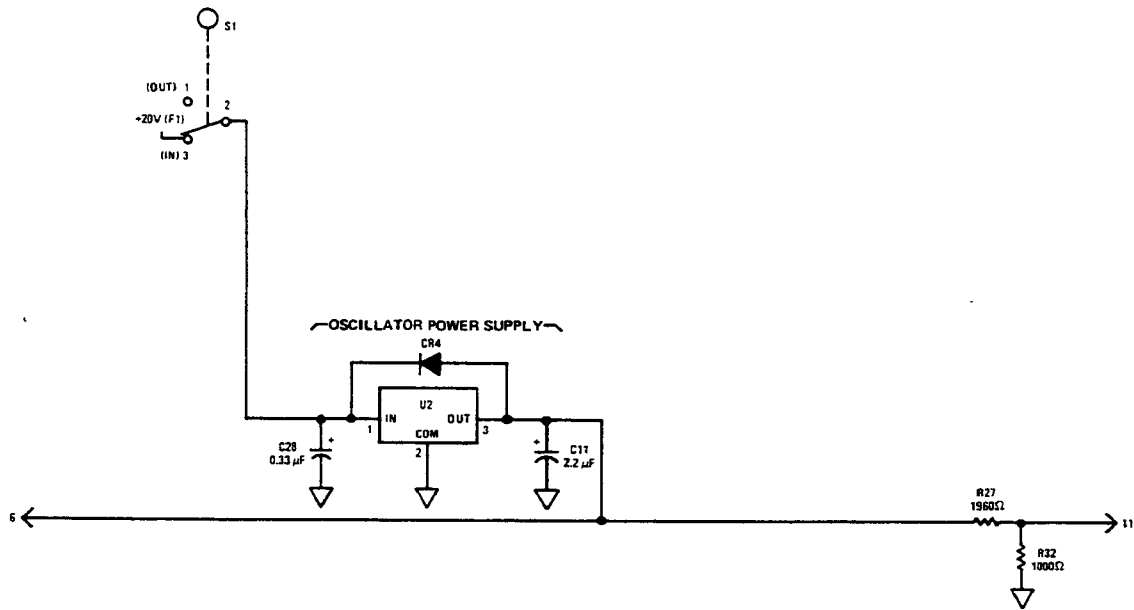 S1
(OUT) 1
2
+20V (F1)
(IN) 3
OSCILLATOR POWER SUPPLY
CR4
U2
IN
OUT
1
COM
3
2
C28
0.33 µF
+
+
C17
2.2 µF
6
R27
1960Ω
11
R32
1000Ω